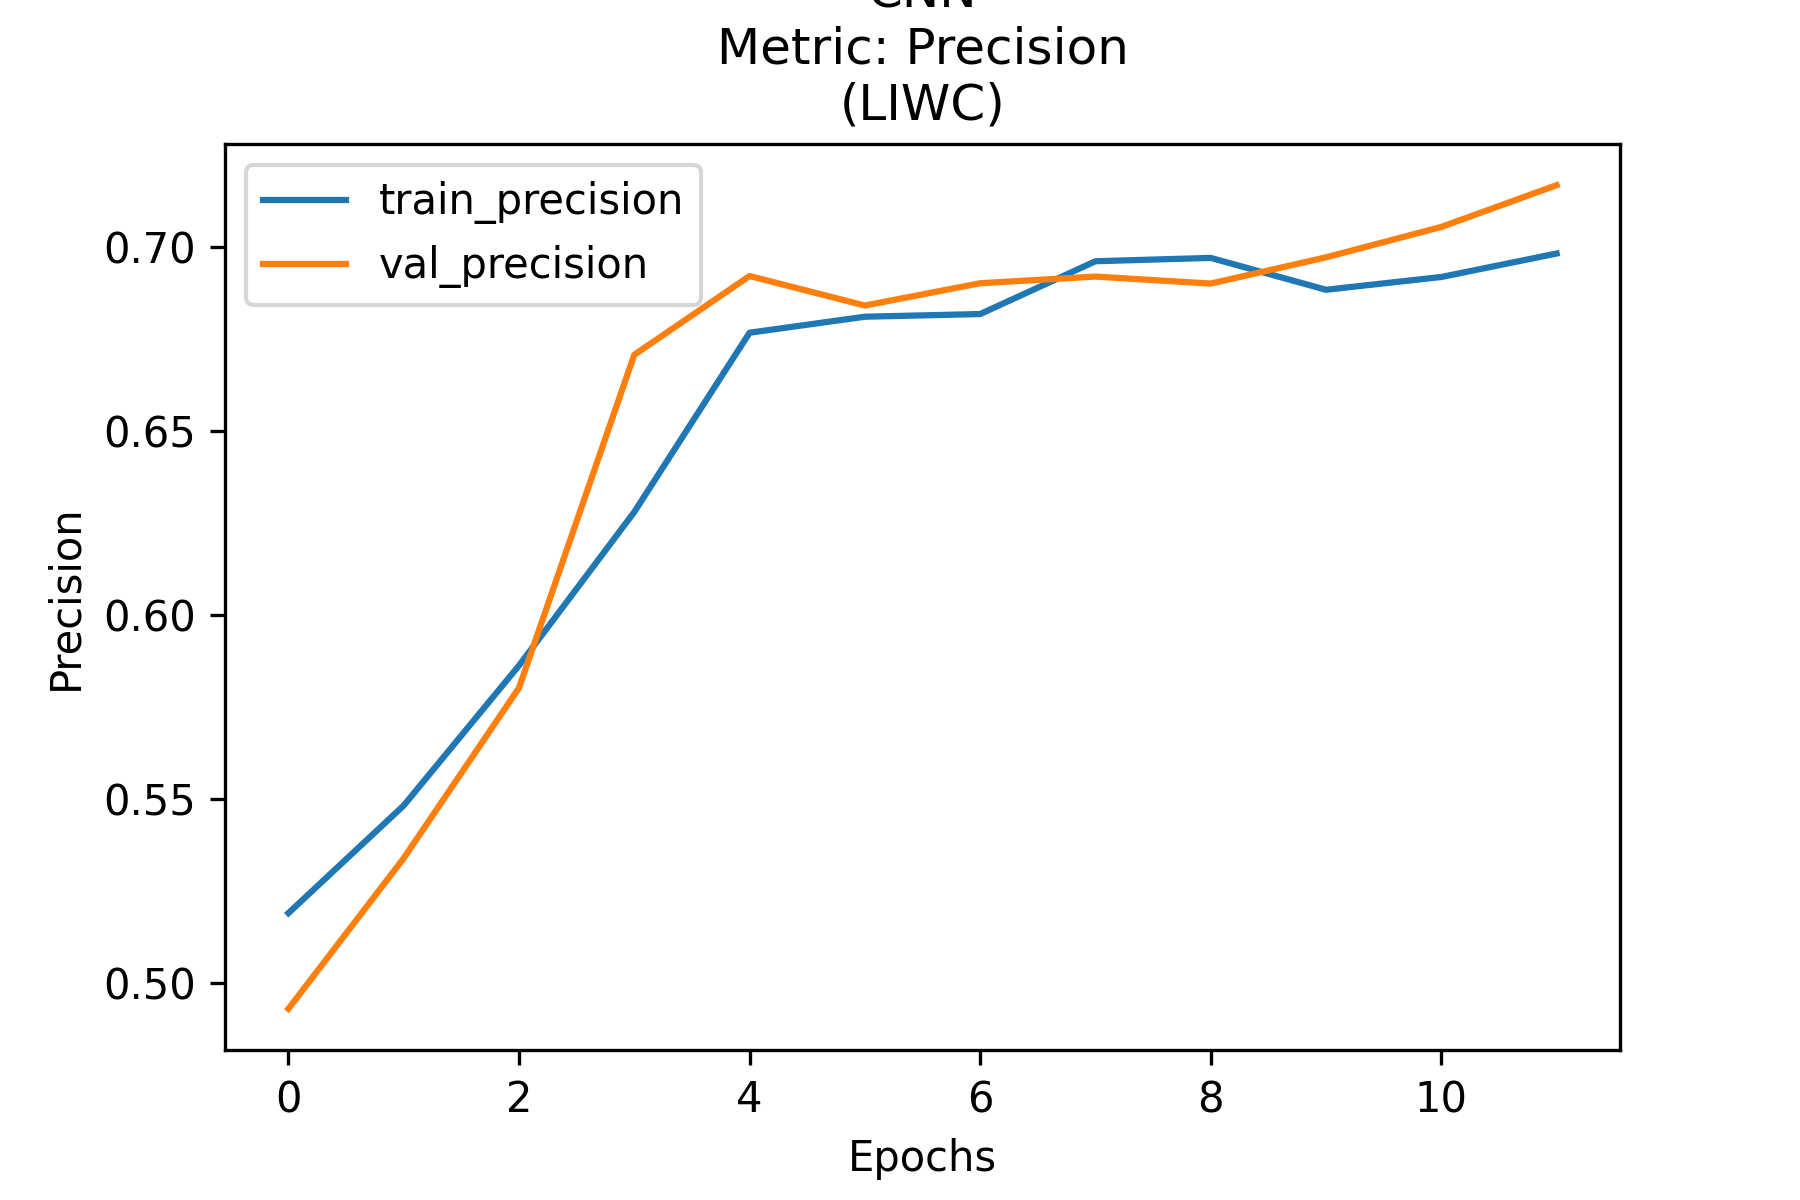 CNN
Metric: Precision
(LIWC)
train_precision
val_precision
0.70
0.65
0.60
0.55
0.50
Precision
0 2 4 6 8 10
Epochs